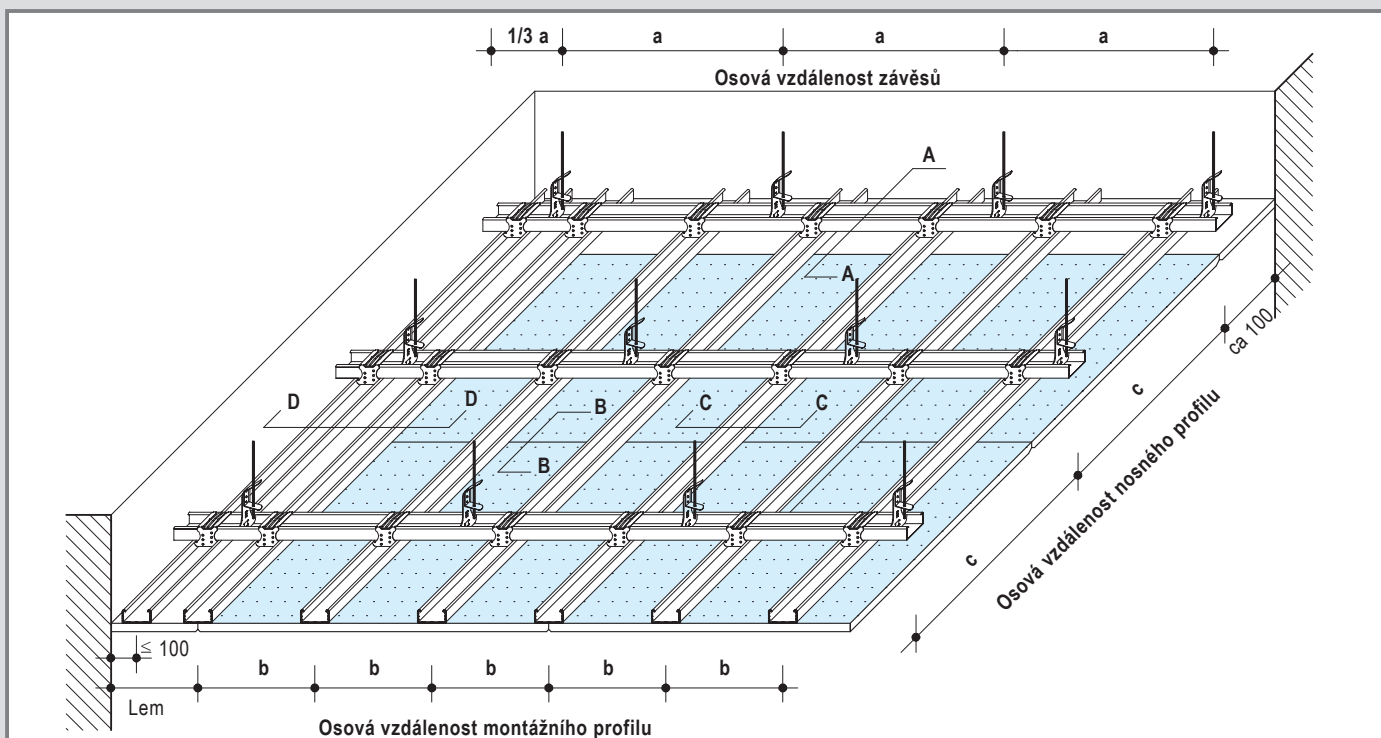 1/3 a a a a
Osová vzdálenost závěsů
A
A
ca 100
D D B C C
B
c
c
Osová vzdálenost nosného profilu
≤ 100
b b b b b
Lem
Osová vzdálenost montážního profilu